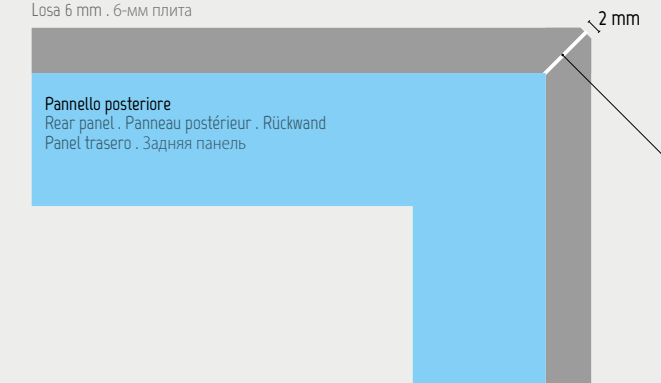 Losa 6 mm . 6-мм плита
2 mm
Pannello posteriore
Rear panel . Panneau postérieur . Rückwand
Panel trasero . Задняя панель